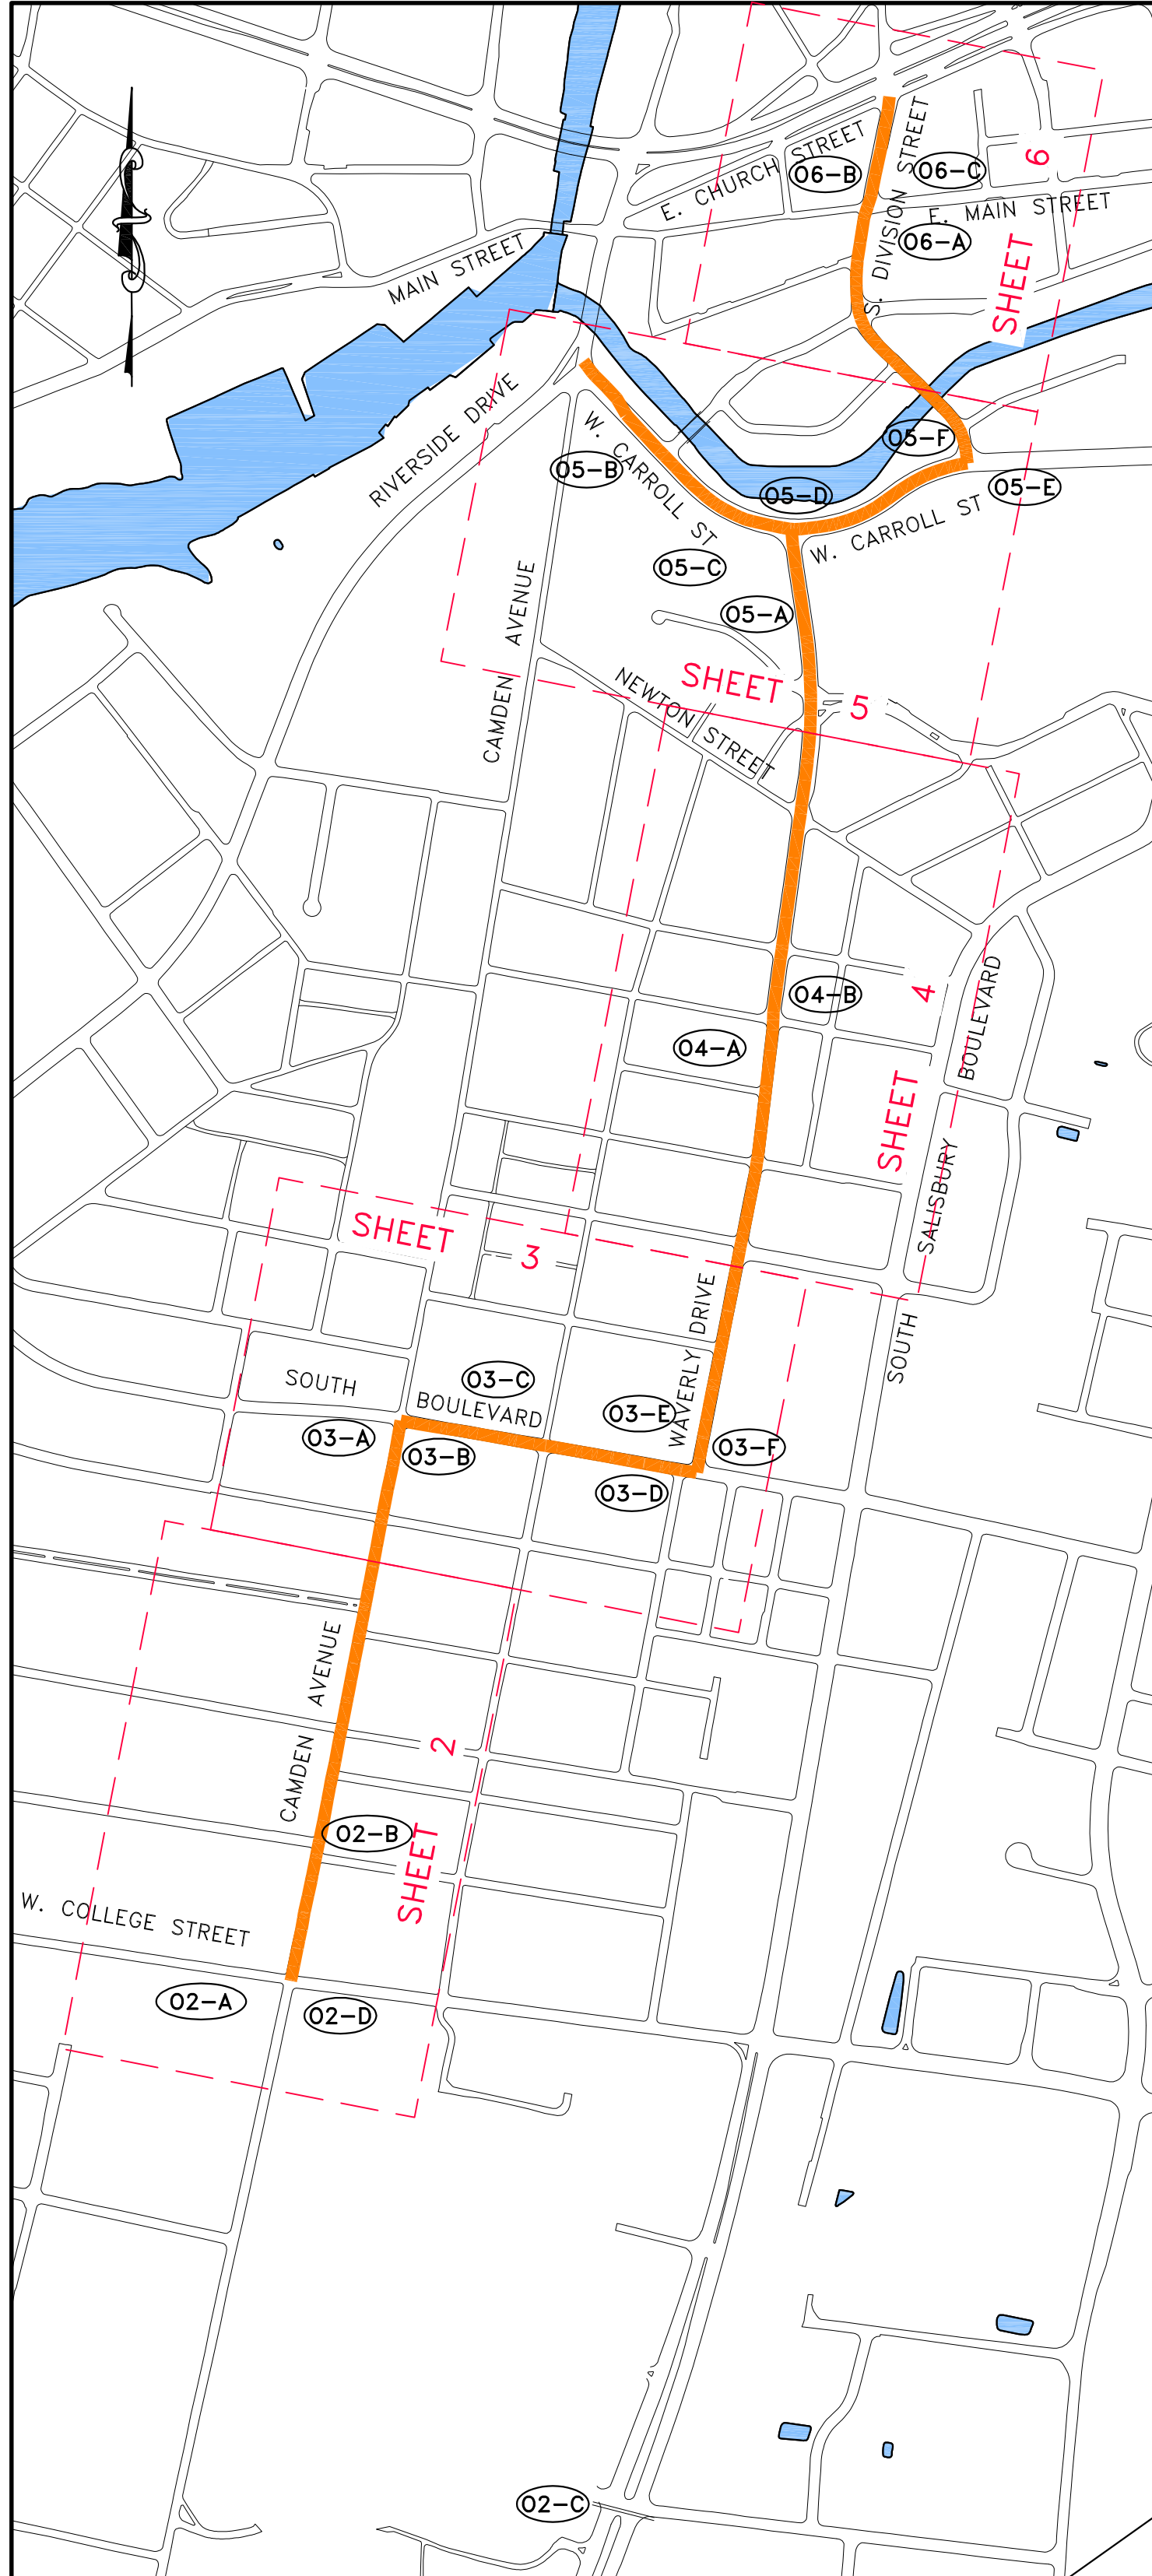 E. CHURCH STREET
06-B
S. DIVISION STREET
06-C
6
E. MAIN STREET
06-A
SHEET
MAIN STREET
RIVERSIDE DRIVE
W. CARROLL ST
05-B
05-F
05-D
05-E
W. CARROLL ST
05-C
05-A
CAMDEN AVENUE
NEWTON STREET
SHEET 5
04-B
4
04-A
SHEET
SOUTH SALISBURY BOULEVARD
SHEET 3
WAVERLY DRIVE
SOUTH BOULEVARD
03-C
03-E
03-A
03-B
03-F
03-D
CAMDEN AVENUE
2
02-B
SHEET
W. COLLEGE STREET
02-A
02-D
02-C